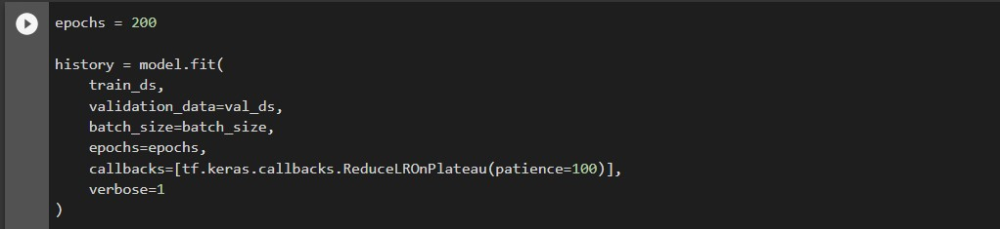 epochs = 200

history = model.fit(
    train_ds,
    validation_data=val_ds,
    batch_size=batch_size,
    epochs=epochs,
    callbacks=[tf.keras.callbacks.ReduceLROnPlateau(patience=100)],
    verbose=1
)